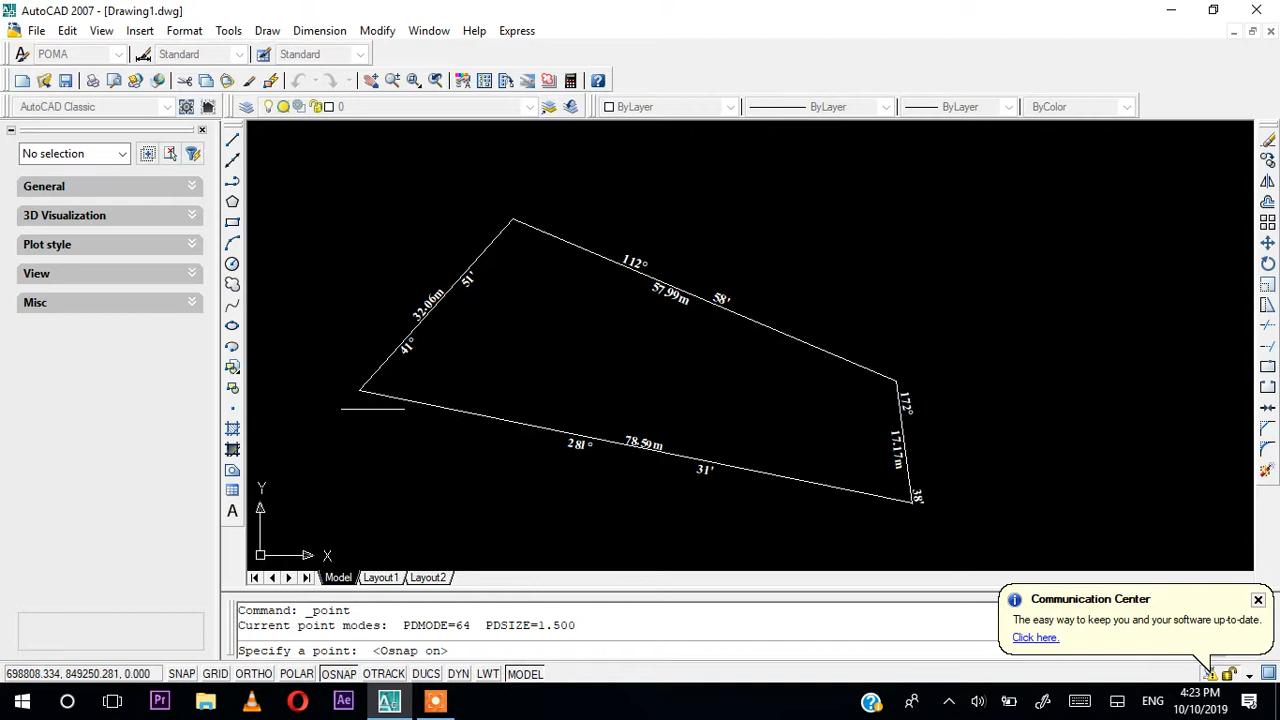 AutoCAD 2007 - [Drawing1.dwg]
File Edit View Insert Format Tools Draw Dimension Modify Window Help Express
POMA Standard Standard
AutoCAD Classic 0 ByLayer ByLayer ByLayer ByColor
No selection
General
3D Visualization
Plot style
View
Misc
112°
57.99m
58'
51'
32.06m
41°
172°
17.17m
38'
281°
78.59m
31'
Y
X
A
Model Layout1 Layout2
Command: _point
Current point modes: PDMODE=64 PDSIZE=1.500
Specify a point: <Osnap on>
Communication Center
The easy way to keep you and your software up-to-date.
Click here.
698808.334, 849250.281, 0.000 SNAP GRID ORTHO POLAR OSNAP OTRACK DUCS DYN LWT MODEL
Pr Ae ENG
4:23 PM
10/10/2019